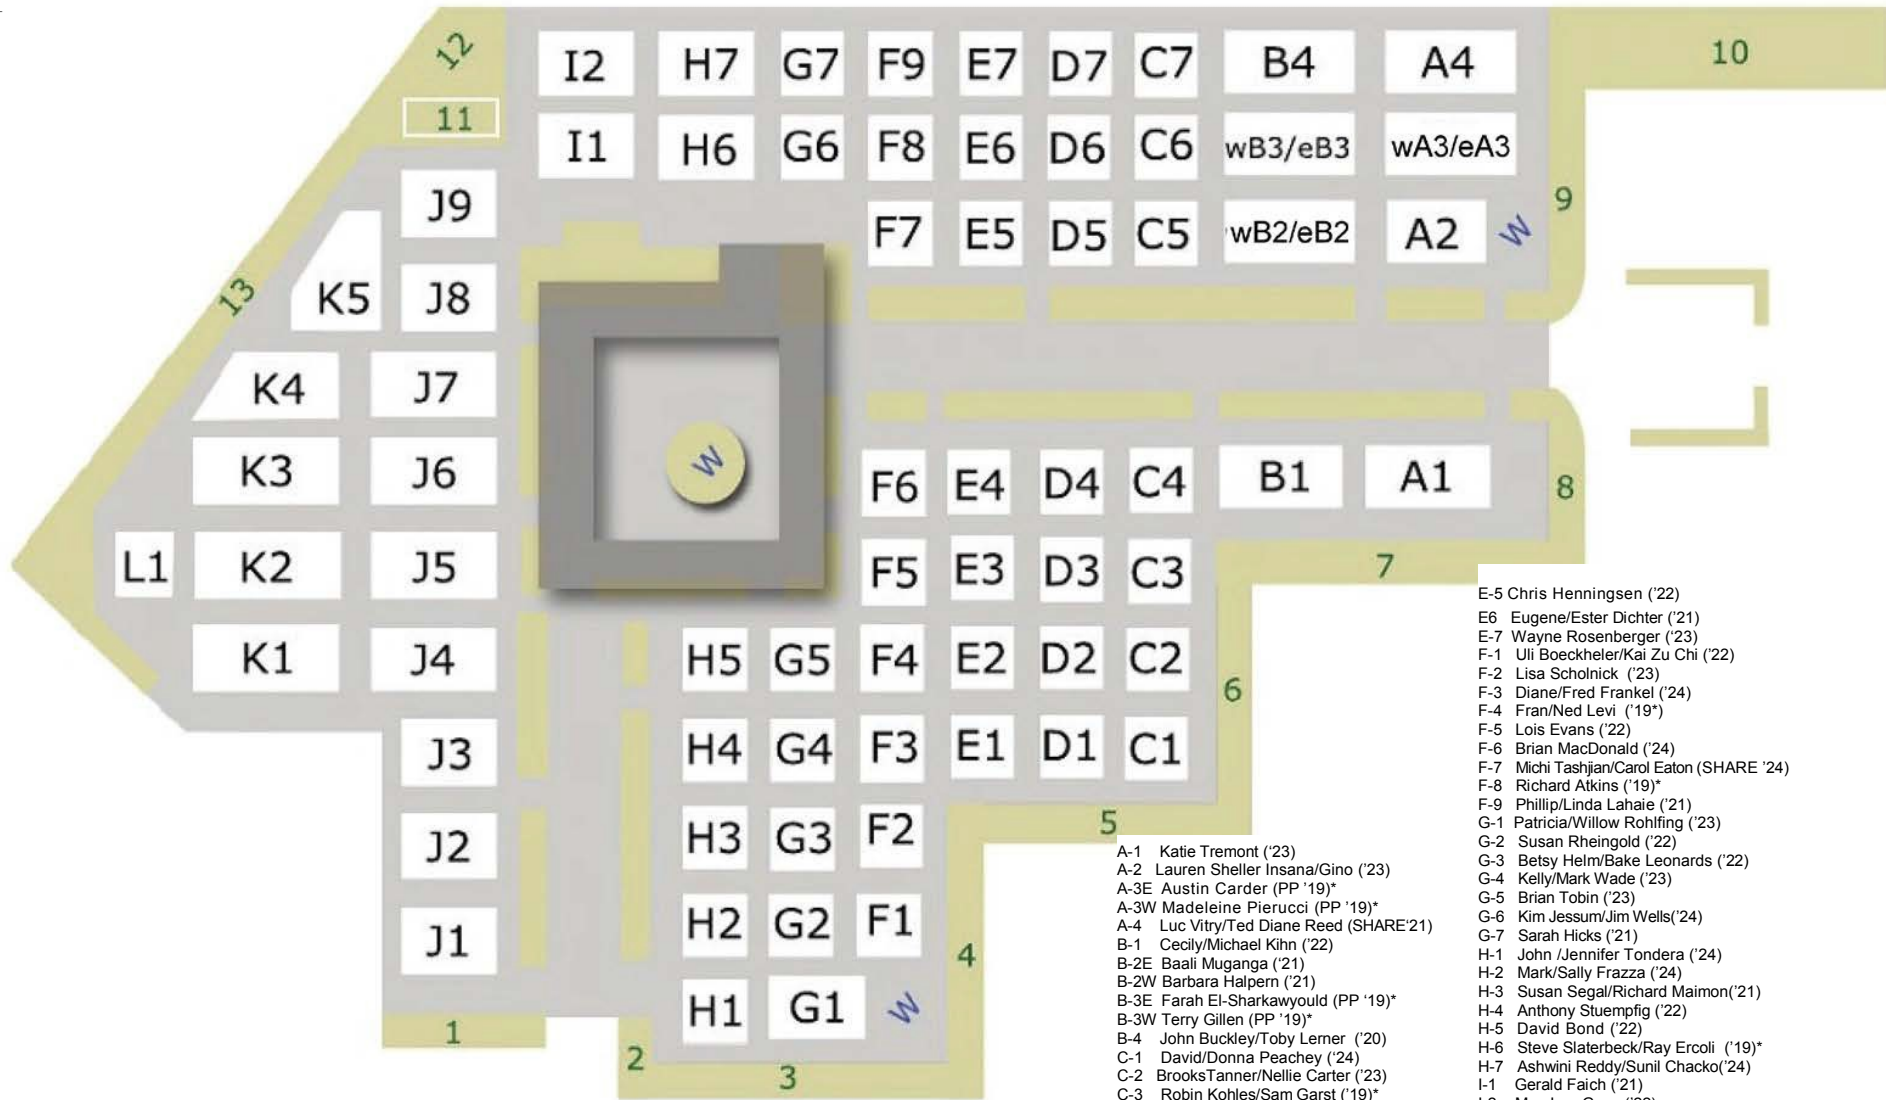 12 I2 H7 G7 F9 E7 D7 C7 B4 A4 10
11 I1 H6 G6 F8 E6 D6 C6 wB3/eB3 wA3/eA3
J9 F7 E5 D5 C5 wB2/eB2 A2 W 9
13 K5 J8
K4 J7
K3 J6 W F6 E4 D4 C4 B1 A1 8
L1 K2 J5 F5 E3 D3 C3 7
K1 J4 H5 G5 F4 E2 D2 C2 6
J3 H4 G4 F3 E1 D1 C1
J2 H3 G3 F2 5
J1 H2 G2 F1 4
1 2 H1 G1 W
3
A-1 Katie Tremont (‘23)
A-2 Lauren Sheller Insana/Gino (’23)
A-3E Austin Carder (PP ’19)*
A-3W Madeleine Pierucci (PP ’19)*
A-4 Luc Vitry/Ted Diane Reed (SHARE‘21)
B-1 Cecily/Michael Kihn (’22)
B-2E Baali Muganga (‘21)
B-2W Barbara Halpern (’21)
B-3E Farah El-Sharkawyould (PP ‘19)*
B-3W Terry Gillen (PP ’19)*
B-4 John Buckley/Toby Lerner (’20)
C-1 David/Donna Peachey (’24)
C-2 BrooksTanner/Nellie Carter (’23)
C-3 Robin Kohles/Sam Garst (’19)*
E-5 Chris Henningsen (’22)
E6 Eugene/Ester Dichter (’21)
E-7 Wayne Rosenberger (‘23)
F-1 Uli Boeckheler/Kai Zu Chi (’22)
F-2 Lisa Scholnick (’23)
F-3 Diane/Fred Frankel (’24)
F-4 Fran/Ned Levi (’19*)
F-5 Lois Evans (’22)
F-6 Brian MacDonald (’24)
F-7 Michi Tashjian/Carol Eaton (SHARE ’24)
F-8 Richard Atkins (’19)*
F-9 Phillip/Linda Lahaie (’21)
G-1 Patricia/Willow Rohlfing (’23)
G-2 Susan Rheingold (’22)
G-3 Betsy Helm/Bake Leonards (’22)
G-4 Kelly/Mark Wade (’23)
G-5 Brian Tobin (’23)
G-6 Kim Jessum/Jim Wells(’24)
G-7 Sarah Hicks (’21)
H-1 John /Jennifer Tondera (’24)
H-2 Mark/Sally Frazza (’24)
H-3 Susan Segal/Richard Maimon(’21)
H-4 Anthony Stuempfig (’22)
H-5 David Bond (’22)
H-6 Steve Slaterbeck/Ray Ercoli (’19)*
H-7 Ashwini Reddy/Sunil Chacko(’24)
I-1 Gerald Faich (’21)